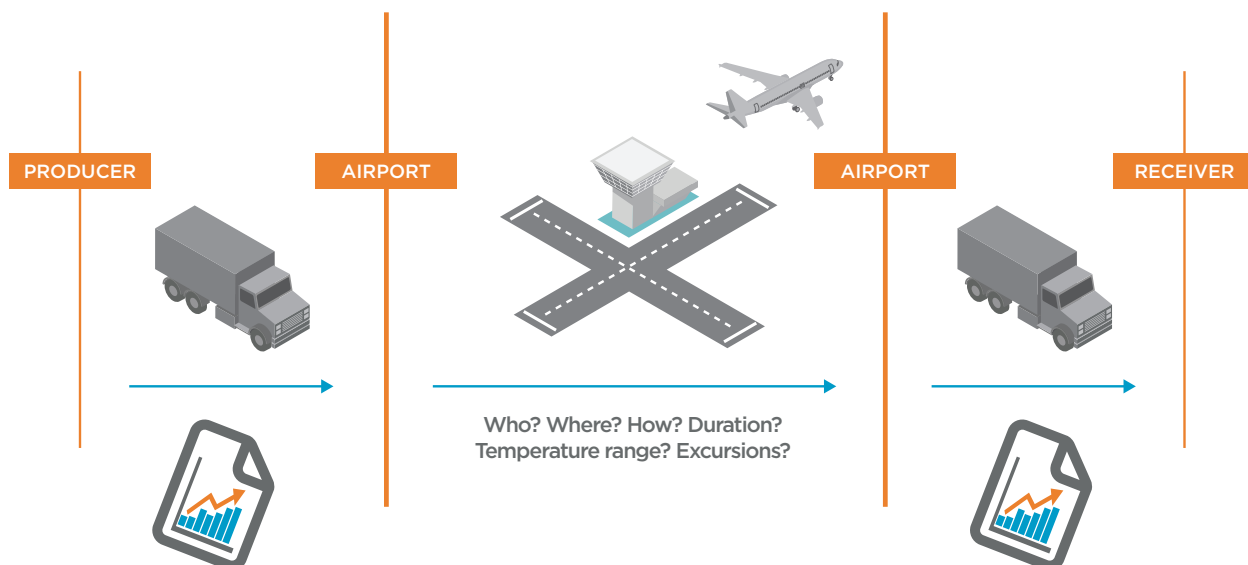 PRODUCER
AIRPORT
AIRPORT
RECEIVER
Who? Where? How? Duration?
Temperature range? Excursions?